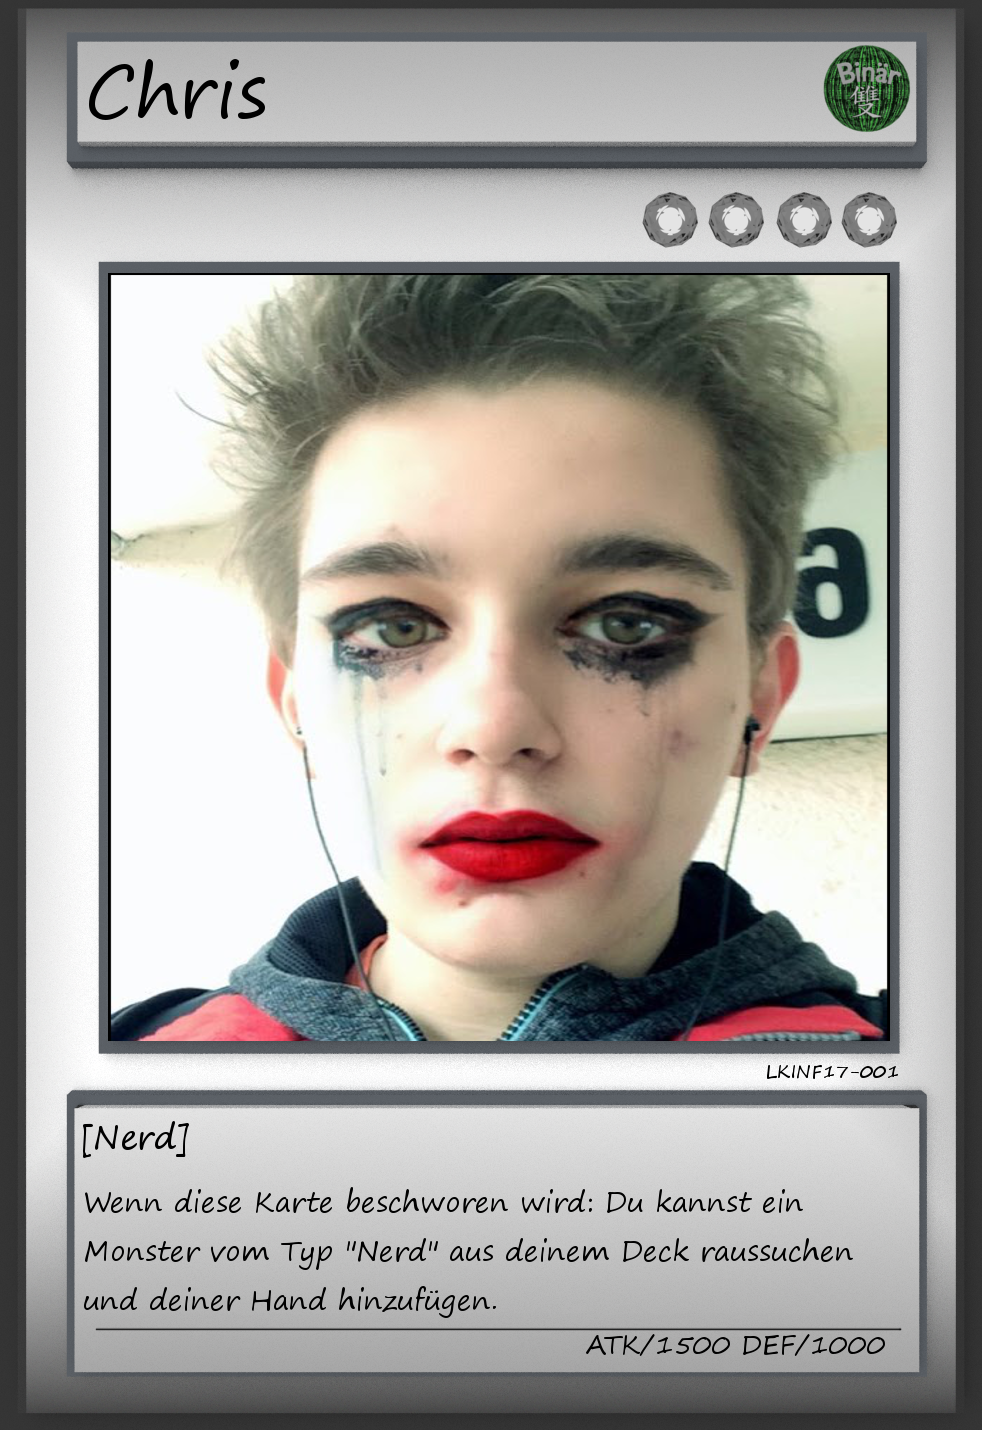 Chris
Binär
雙
a
LKINF17-001
[Nerd]
Wenn diese Karte beschworen wird: Du kannst ein
Monster vom Typ "Nerd" aus deinem Deck raussuchen
und deiner Hand hinzufügen.
ATK/1500 DEF/1000